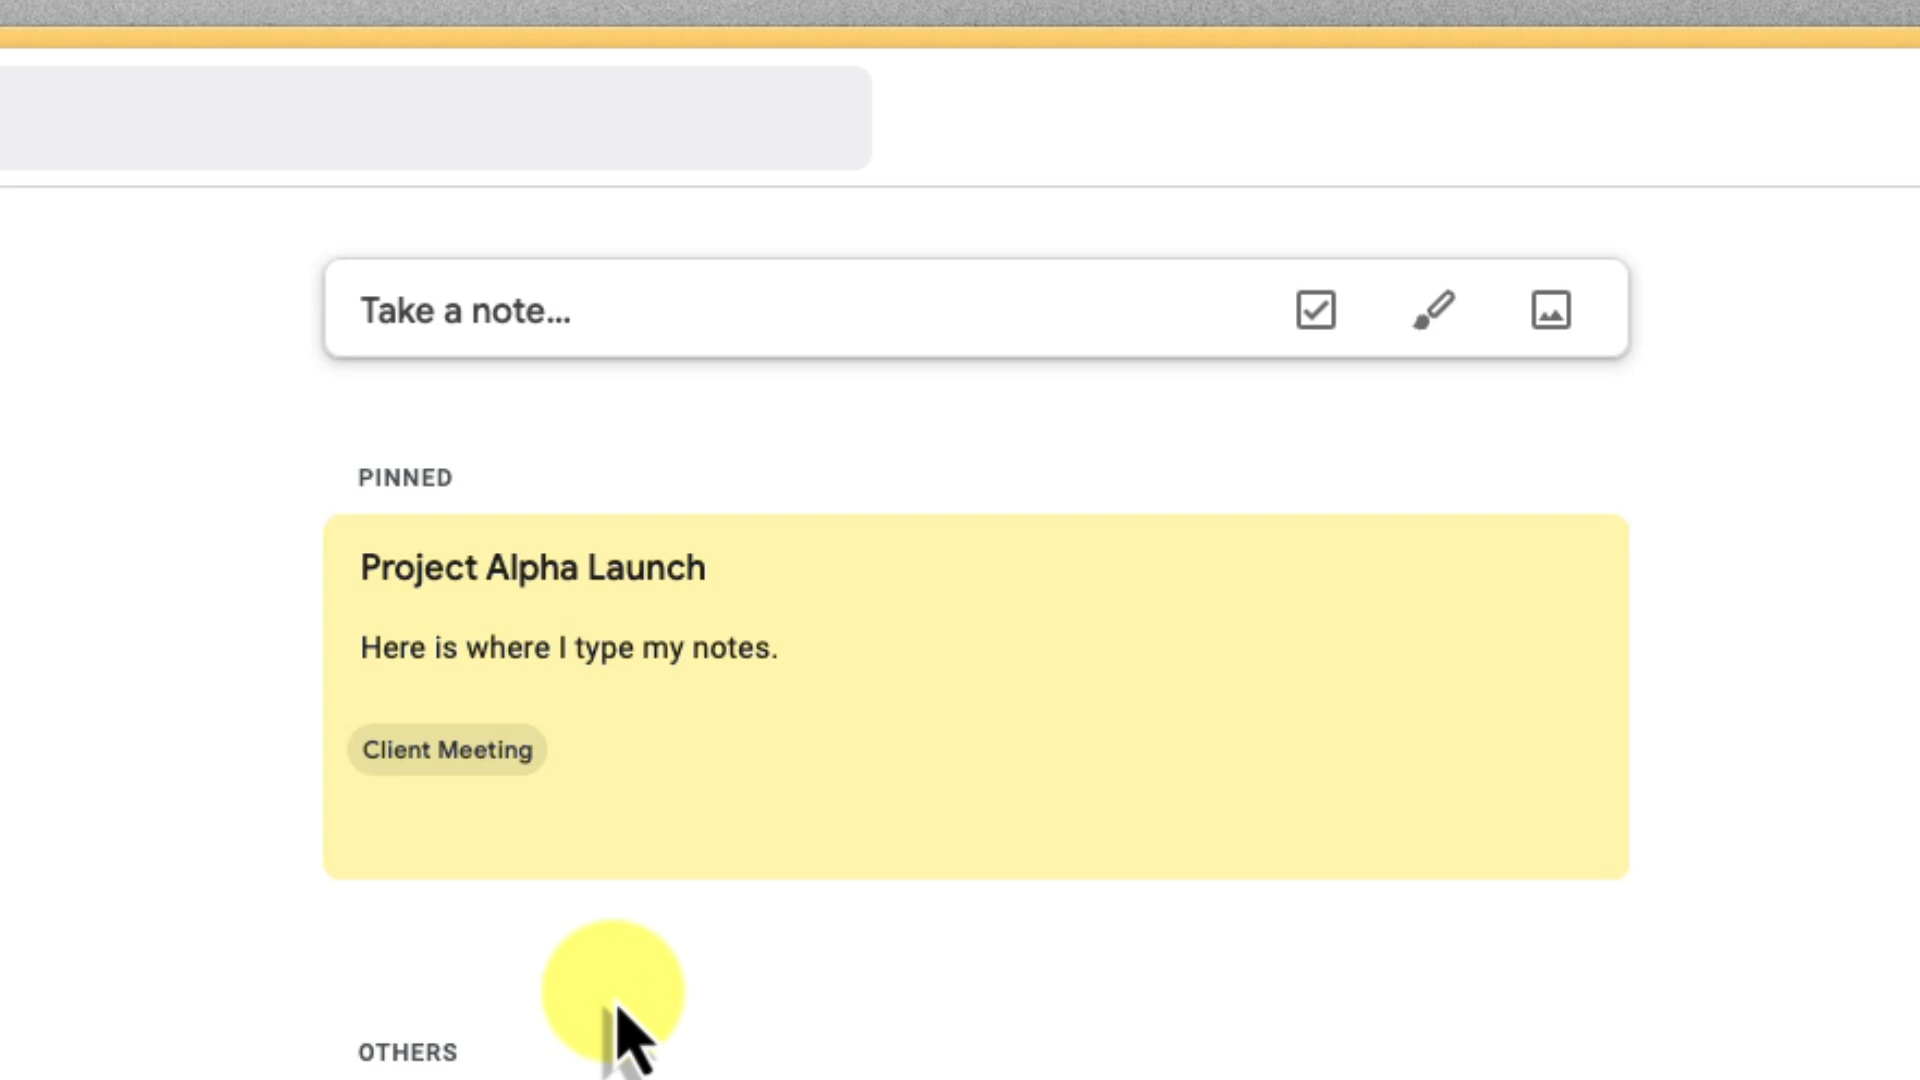 Take a note...
PINNED
Project Alpha Launch
Here is where I type my notes.
Client Meeting
OTHERS